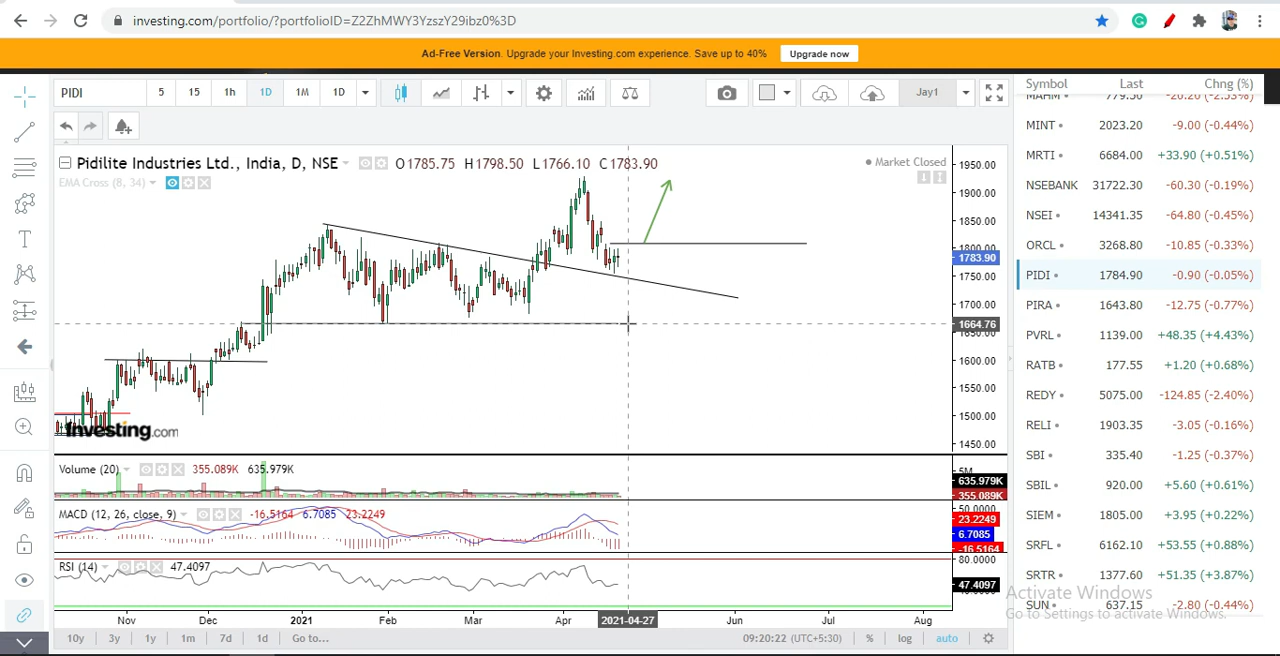 investing.com/portfolio/?portfolioID=Z2ZhMWY3YzszY29ibz0%3D
Ad-Free Version. Upgrade your Investing.com experience. Save up to 40% Upgrade now
PIDI 5 15 1h 1D 1M 1D Jay1
Pidilite Industries Ltd., India, D, NSE O1785.75 H1798.50 L1766.10 C1783.90 Market Closed
EMA Cross (8, 34)
1950.00
1900.00
1850.00
1800.00
1783.90
1750.00
1700.00
1664.76
1600.00
1550.00
1500.00
1450.00
Investing.com
Volume (20) 355.089K 635.979K
635.979K
355.089K
MACD (12, 26, close, 9) -16.5164 6.7085 23.2249
50.0000
23.2249
6.7085
-16.5164
RSI (14) 47.4097
80.0000
47.4097
Nov Dec 2021 Feb Mar Apr 2021-04-27 Jun Jul Aug
10y 3y 1y 1m 7d 1d Go to... 09:20:22 (UTC+5:30) % log auto
Symbol Last Chng (%)
MAHM 779.50 -20.20 (-2.53%)
MINT 2023.20 -9.00 (-0.44%)
MRTI 6684.00 +33.90 (+0.51%)
NSEBANK 31722.30 -60.30 (-0.19%)
NSEI 14341.35 -64.80 (-0.45%)
ORCL 3268.80 -10.85 (-0.33%)
PIDI 1784.90 -0.90 (-0.05%)
PIRA 1643.80 -12.75 (-0.77%)
PVRL 1139.00 +48.35 (+4.43%)
RATB 177.55 +1.20 (+0.68%)
REDY 5075.00 -124.85 (-2.40%)
RELI 1903.35 -3.05 (-0.16%)
SBI 335.40 -1.25 (-0.37%)
SBIL 920.00 +5.60 (+0.61%)
SIEM 1805.00 +3.95 (+0.22%)
SRFL 6162.10 +53.55 (+0.88%)
SRTR 1377.60 +51.35 (+3.87%)
SUN 637.15 -2.80 (-0.44%)
Activate Windows
Go to Settings to activate Windows.